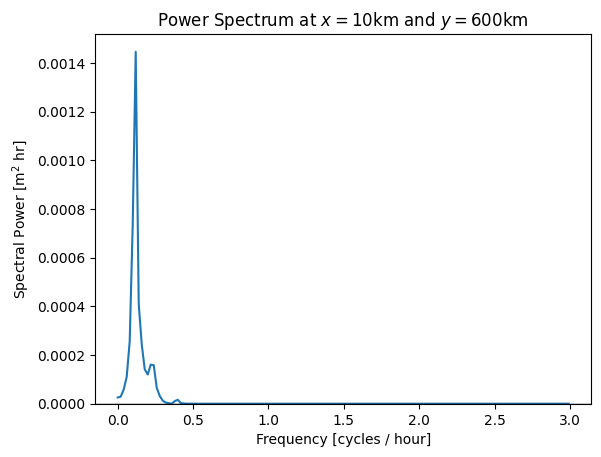 Power Spectrum at x = 10km and y = 600km
Spectral Power [m² hr]
0.0014
0.0012
0.0010
0.0008
0.0006
0.0004
0.0002
0.0000
0.0 0.5 1.0 1.5 2.0 2.5 3.0
Frequency [cycles / hour]